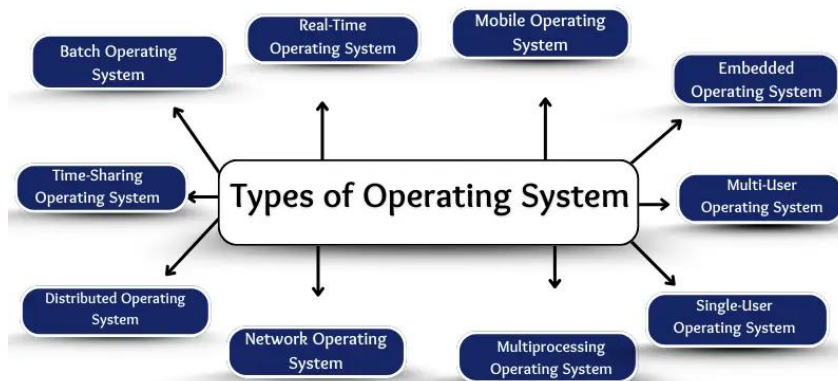 Batch Operating
System
Real-Time
Operating System
Mobile Operating
System
Embedded
Operating System
Time-Sharing
Operating System
Types of Operating System
Multi-User
Operating System
Distributed Operating
System
Network Operating
System
Multiprocessing
Operating System
Single-User
Operating System